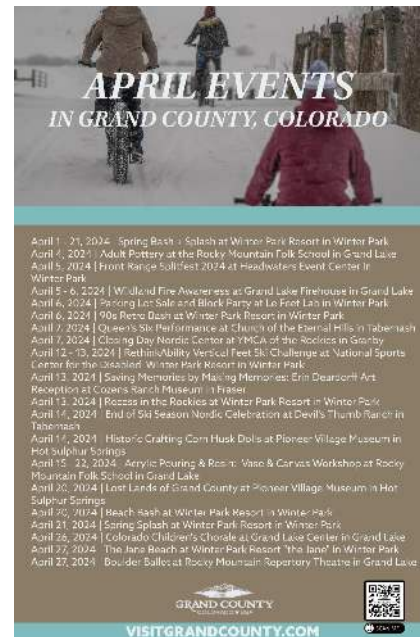 APRIL EVENTS
IN GRAND COUNTY, COLORADO
April 1 - 21, 2024 | Spring Bash + Splash at Winter Park Resort in Winter Park
April 4, 2024 | Adult Pottery at the Rocky Mountain Folk School in Grand Lake
April 5, 2024 | Front Range Splitfest 2024 at Headwaters Event Center in
Winter Park
April 5 - 6, 2024 | Wildland Fire Awareness at Grand Lake Firehouse in Grand Lake
April 6, 2024 | Parking Lot Sale and Block Party at Le Feet Lab in Winter Park
April 6, 2024 | 90s Retro Bash at Winter Park Resort in Winter Park
April 7, 2024 | Queen's Six Performance at Church of the Eternal Hills in Tabernash
April 7, 2024 | Closing Day Nordic Center at YMCA of the Rockies in Granby
April 12 - 13, 2024 | RethinkAbility Vertical Feet Ski Challenge at National Sports
Center for the Disabled Winter Park Resort in Winter Park
April 13, 2024 | Saving Memories by Making Memories: Erin Deardorff Art
Reception at Cozens Ranch Museum in Fraser
April 13, 2024 | Recess in the Rockies at Winter Park Resort in Winter Park
April 14, 2024 | End of Ski Season Nordic Celebration at Devil's Thumb Ranch in
Tabernash
April 14, 2024 | Historic Crafting Corn Husk Dolls at Pioneer Village Museum in
Hot Sulphur Springs
April 15 - 22, 2024 | Acrylic Pouring & Resin: Vase & Canvas Workshop at Rocky
Mountain Folk School in Grand Lake
April 20, 2024 | Lost Lands of Grand County at Pioneer Village Museum in Hot
Sulphur Springs
April 20, 2024 | Beach Bash at Winter Park Resort in Winter Park
April 21, 2024 | Spring Splash at Winter Park Resort in Winter Park
April 26, 2024 | Colorado Children's Chorale at Grand Lake Center in Grand Lake
April 27, 2024 | The Jane Beach at Winter Park Resort "the Jane" in Winter Park
April 27, 2024 | Boulder Ballet at Rocky Mountain Repertory Theatre in Grand Lake
GRAND COUNTY
SCAN ME
VISITGRANDCOUNTY.COM